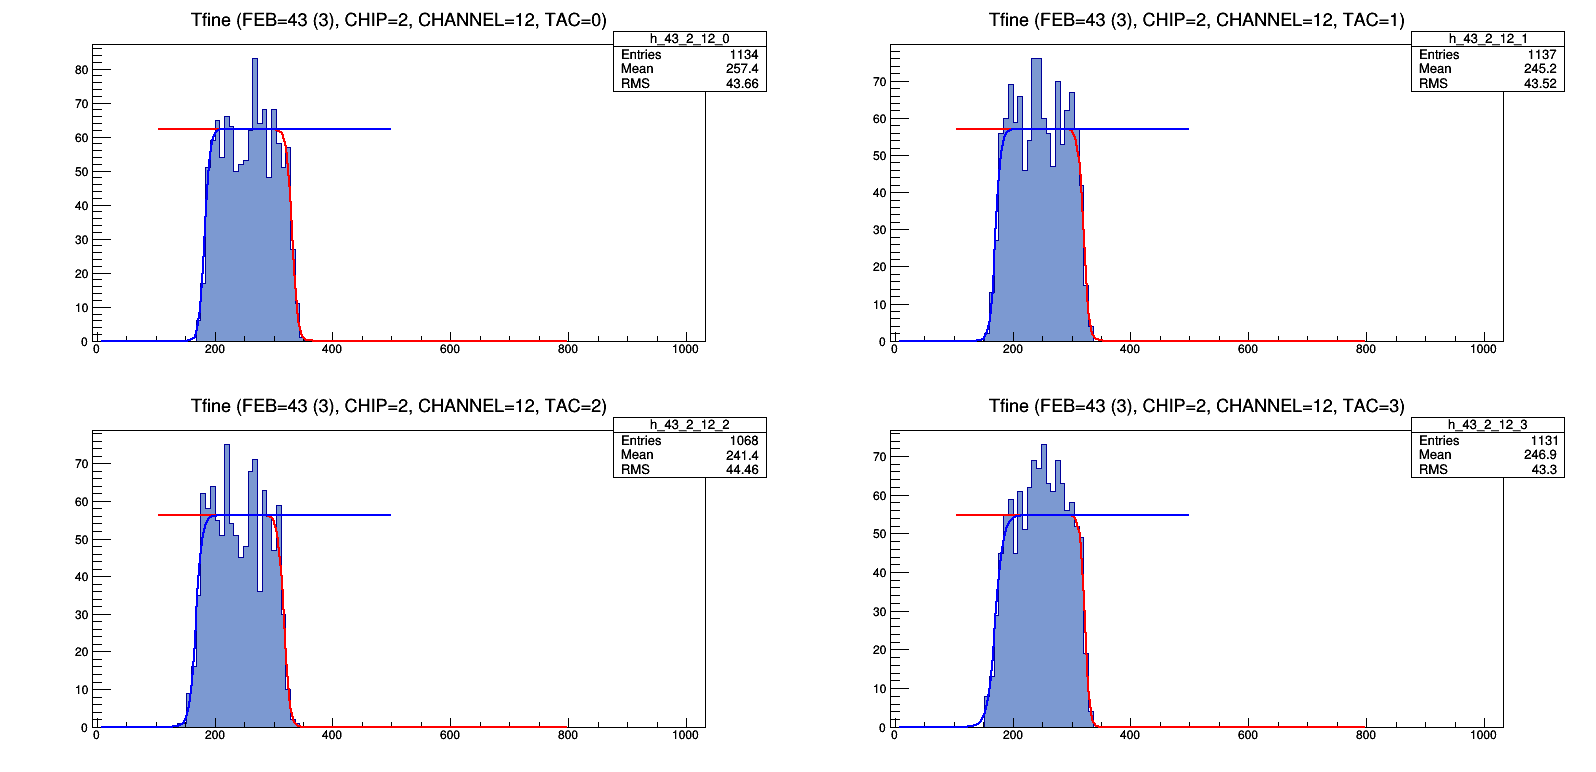 Tfine (FEB=43 (3), CHIP=2, CHANNEL=12, TAC=0)
h_43_2_12_0
Entries 1134
Mean 257.4
RMS 43.66
80
70
60
50
40
30
20
10
0
0 200 400 600 800 1000
Tfine (FEB=43 (3), CHIP=2, CHANNEL=12, TAC=1)
h_43_2_12_1
Entries 1137
Mean 245.2
RMS 43.52
70
60
50
40
30
20
10
0
0 200 400 600 800 1000
Tfine (FEB=43 (3), CHIP=2, CHANNEL=12, TAC=2)
h_43_2_12_2
Entries 1068
Mean 241.4
RMS 44.46
70
60
50
40
30
20
10
0
0 200 400 600 800 1000
Tfine (FEB=43 (3), CHIP=2, CHANNEL=12, TAC=3)
h_43_2_12_3
Entries 1131
Mean 246.9
RMS 43.3
70
60
50
40
30
20
10
0
0 200 400 600 800 1000